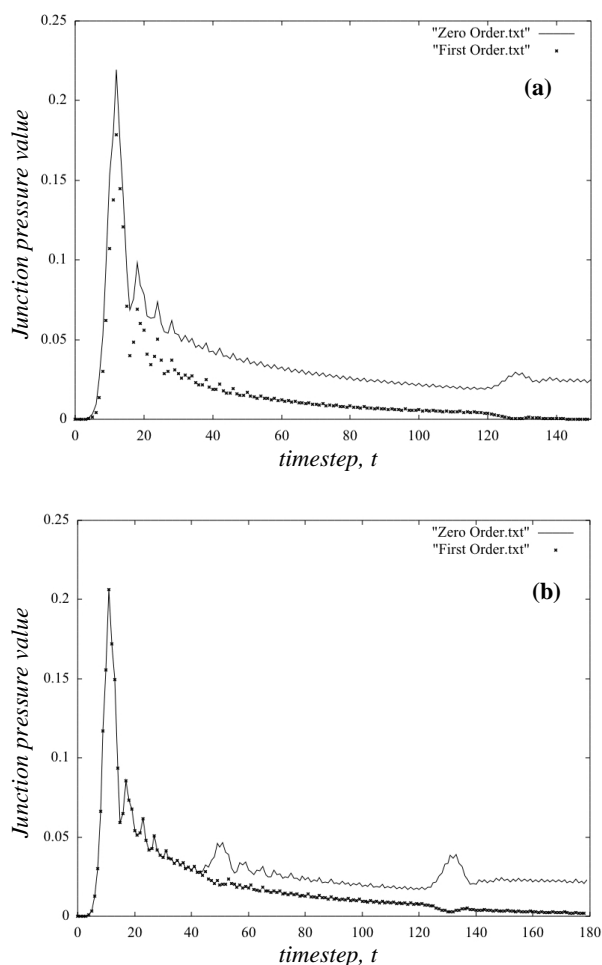 0.25
"Zero Order.txt"
"First Order.txt"
(a)
0.2
0.15
0.1
0.05
0
Junction pressure value
0 20 40 60 80 100 120 140
timestep, t
0.25
"Zero Order.txt"
"First Order.txt"
(b)
0.2
0.15
0.1
0.05
0
Junction pressure value
0 20 40 60 80 100 120 140 160 180
timestep, t